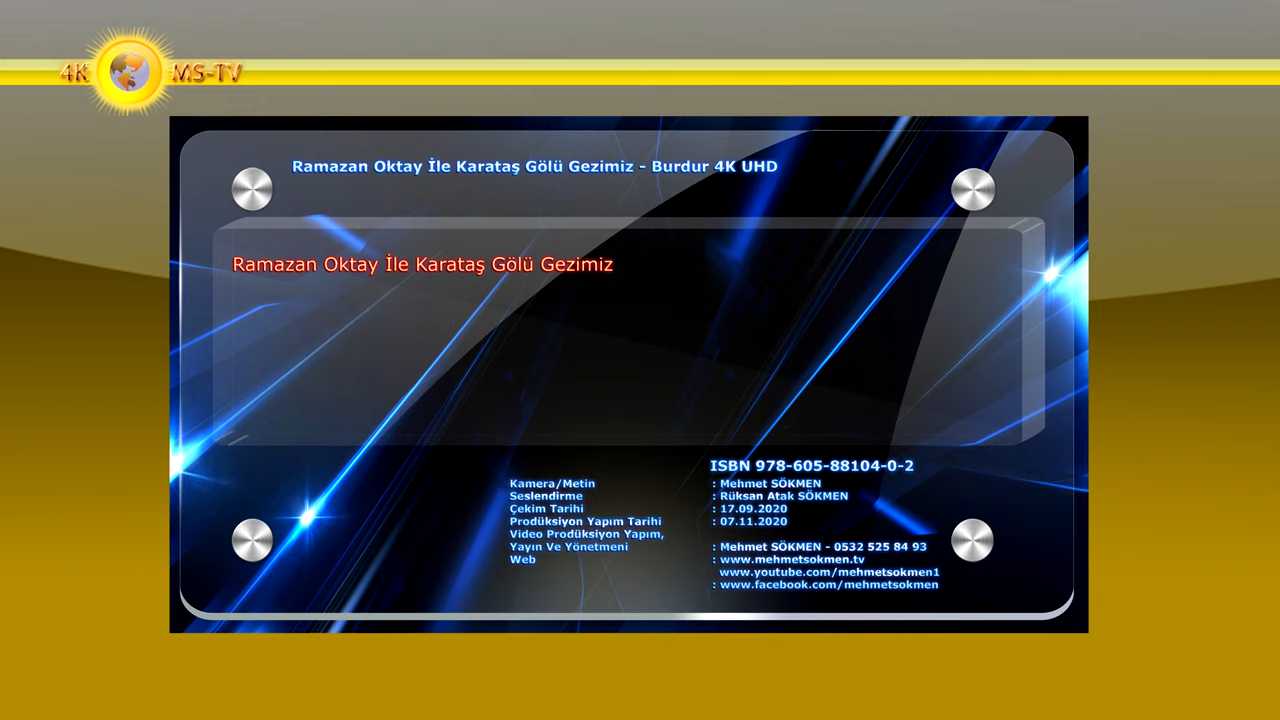 4K MS-TV
Ramazan Oktay İle Karataş Gölü Gezimiz - Burdur 4K UHD
Ramazan Oktay İle Karataş Gölü Gezimiz
ISBN 978-605-88104-0-2
Kamera/Metin : Mehmet SÖKMEN
Seslendirme : Rüksan Atak SÖKMEN
Çekim Tarihi : 17.09.2020
Prodüksiyon Yapım Tarihi : 07.11.2020
Video Prodüksiyon Yapım,
Yayın Ve Yönetmeni : Mehmet SÖKMEN - 0532 525 84 93
Web : www.mehmetsokmen.tv
www.youtube.com/mehmetsokmen1
: www.facebook.com/mehmetsokmen